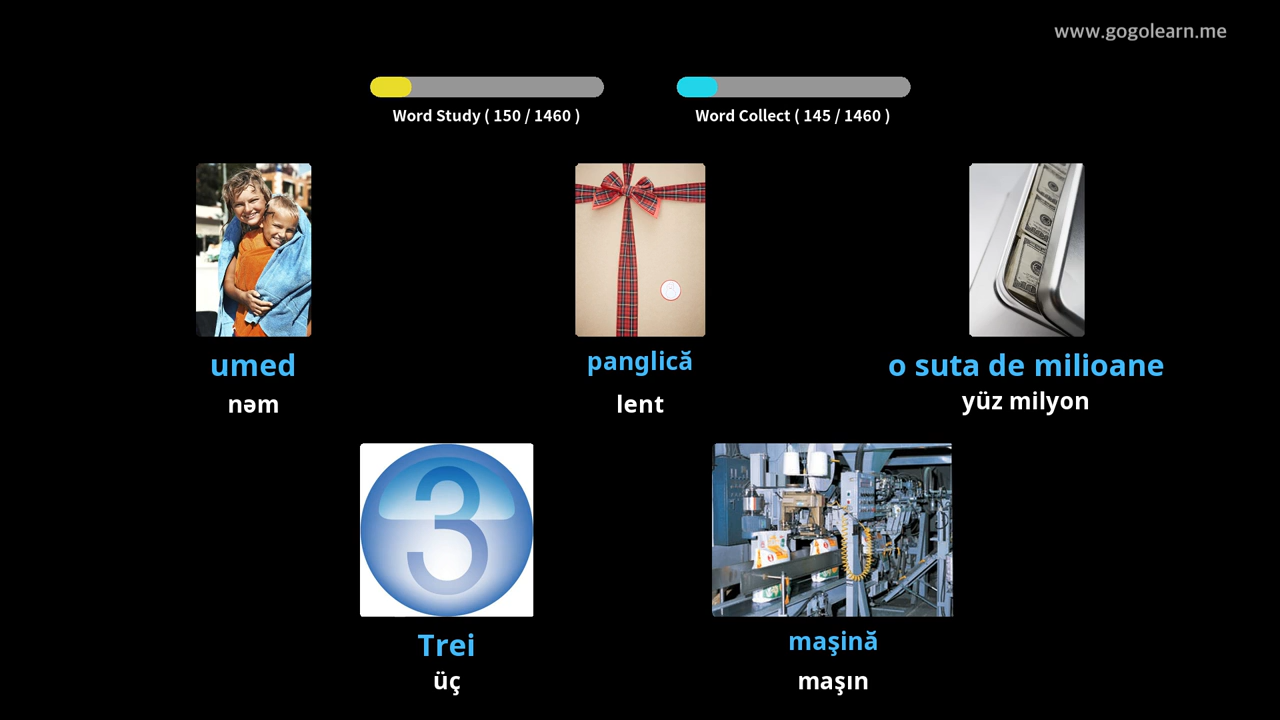 www.gogolearn.me
Word Study ( 150 / 1460 )
Word Collect ( 145 / 1460 )
umed
nəm
panglică
lent
o suta de milioane
yüz milyon
3
Trei
üç
maşină
maşın